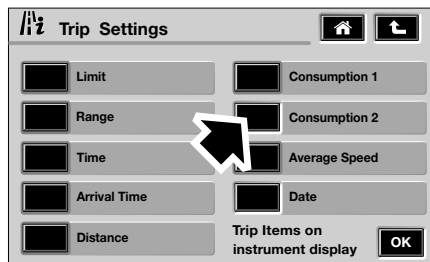 i Trip Settings
Limit
Range
Time
Arrival Time
Distance
Consumption 1
Consumption 2
Average Speed
Date
Trip Items on
instrument display
OK